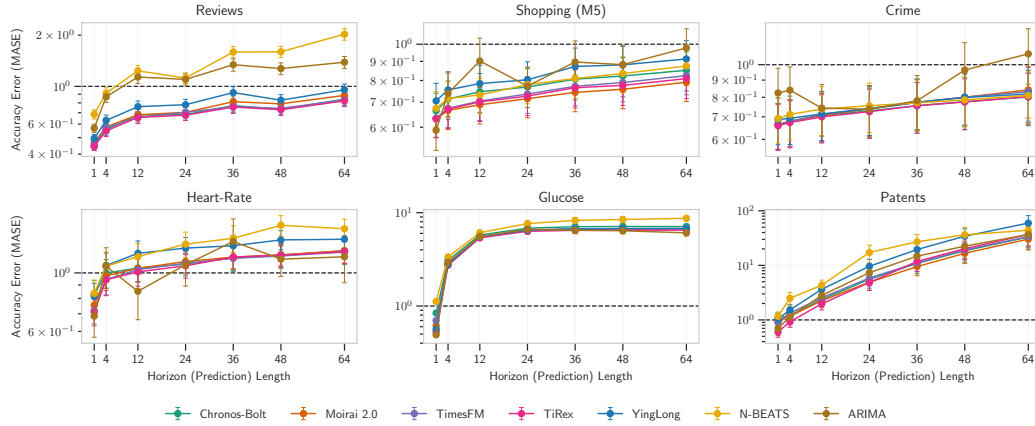 Reviews Shopping (M5) Crime
Accuracy Error (MASE)
2 × 10⁰
10⁰
6 × 10⁻¹
4 × 10⁻¹
1 4 12 24 36 48 64
10⁰
9 × 10⁻¹
8 × 10⁻¹
7 × 10⁻¹
6 × 10⁻¹
1 4 12 24 36 48 64
10⁰
9 × 10⁻¹
8 × 10⁻¹
7 × 10⁻¹
6 × 10⁻¹
1 4 12 24 36 48 64
Heart-Rate Glucose Patents
Accuracy Error (MASE)
10⁰
6 × 10⁻¹
1 4 12 24 36 48 64
10¹
10⁰
1 4 12 24 36 48 64
10²
10¹
10⁰
1 4 12 24 36 48 64
Horizon (Prediction) Length Horizon (Prediction) Length Horizon (Prediction) Length
Chronos-Bolt Moirai 2.0 TimesFM TiRex YingLong N-BEATS ARIMA